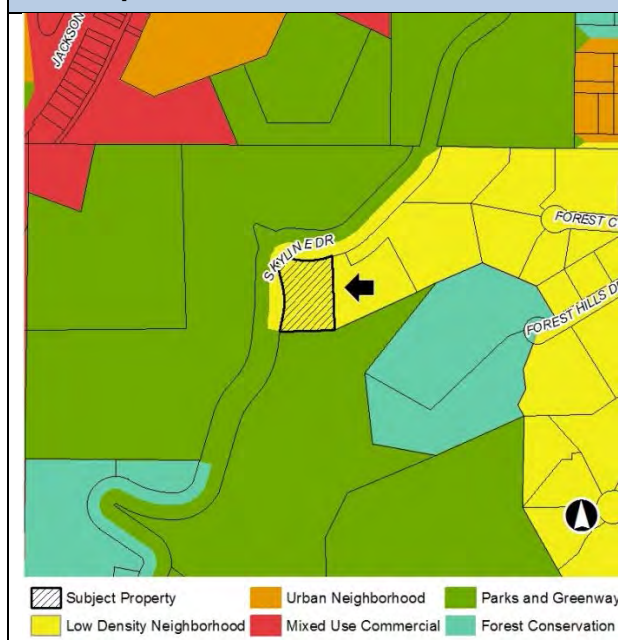 JACKSON
SKYLINE DR
FOREST C
FOREST HILLS D
Subject Property
Urban Neighborhood
Parks and Greenway
Low Density Neighborhood
Mixed Use Commercial
Forest Conservation